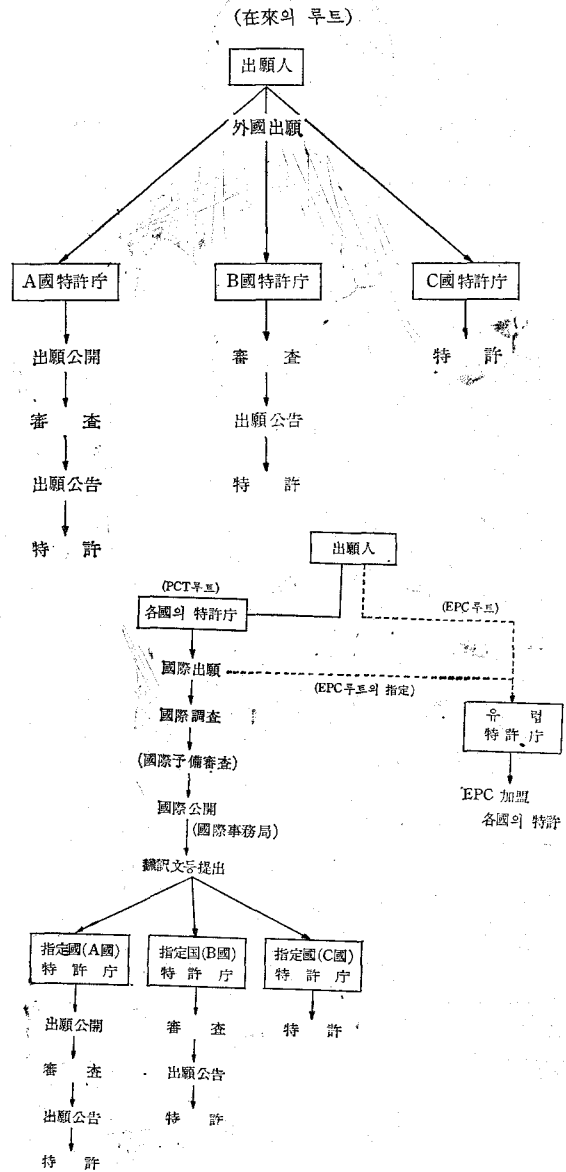 (在來의 루트)
出願人
外國出願
A國特許庁 B國特許庁 C國特許庁
出願公開 審 査 特 許
審 査 出願公告
出願公告 特 許
特 許
出願人
(PCT루트) (EPC루트)
各國의 特許庁
國際出願
(EPC루트의 指定)
國際調査
유 럽
特許庁
(國際予備審査)
EPC 加盟
各國의 特許
國際公開
(國際事務局)
飜訳文등提出
指定國(A國) 指定国(B國) 指定國(C國)
特 許 庁 特 許 庁 特 許 庁
出願公開 審 査 特 許
審 査 出願公告
出願公告 特 許
特 許